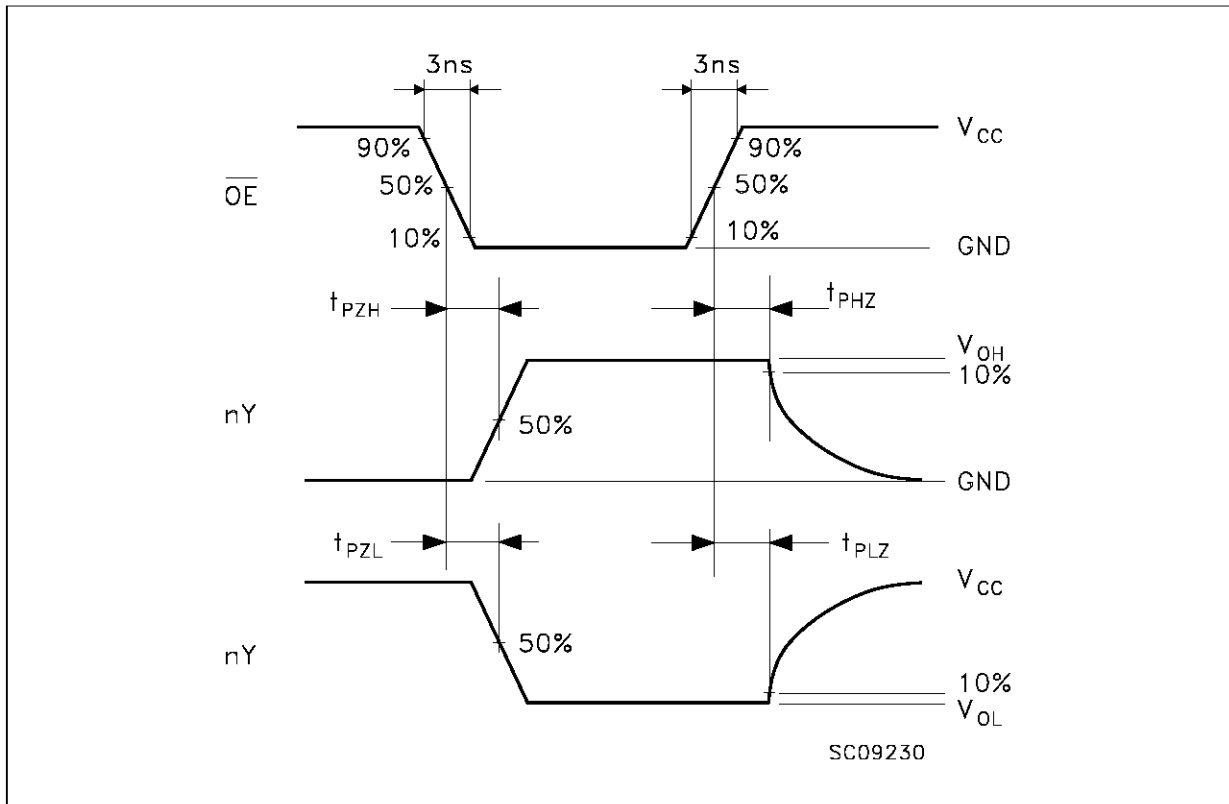 3ns 3ns
V_CC
90% 90%
O̅E̅ 50% 50%
10% 10%
GND
t_PZH t_PHZ
V_OH
10%
nY 50%
GND
t_PZL t_PLZ
V_CC
nY 50%
10%
V_OL
SC09230